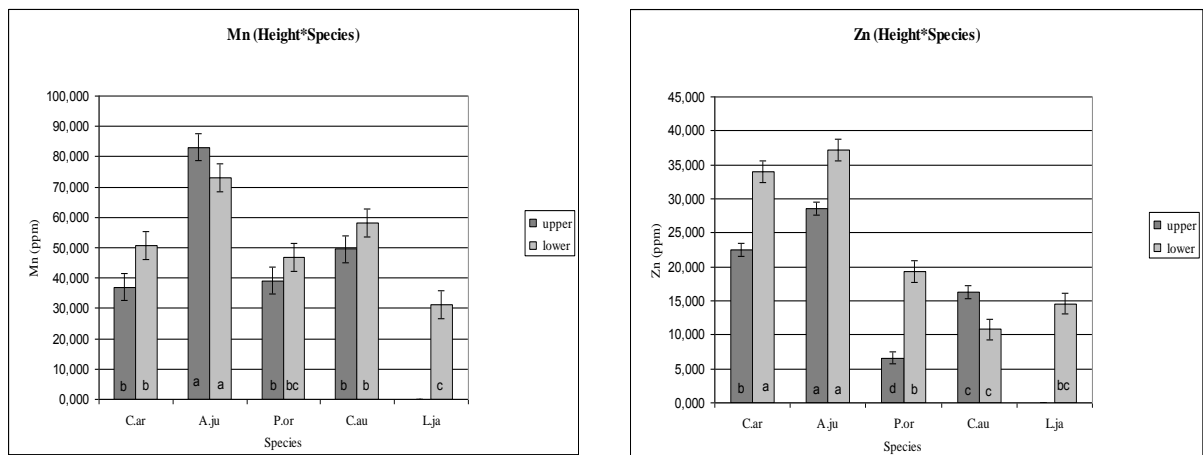 Mn (Height*Species)
100,000
90,000
80,000
70,000
60,000
50,000
40,000
30,000
20,000
10,000
0,000
Mn (ppm)
b b a a b bc b b c
C.ar A.ju P.or C.au L.ja
Species
upper
lower
Zn (Height*Species)
45,000
40,000
35,000
30,000
25,000
20,000
15,000
10,000
5,000
0,000
Zn (ppm)
b a a a d b c c bc
C.ar A.ju P.or C.au L.ja
Species
upper
lower